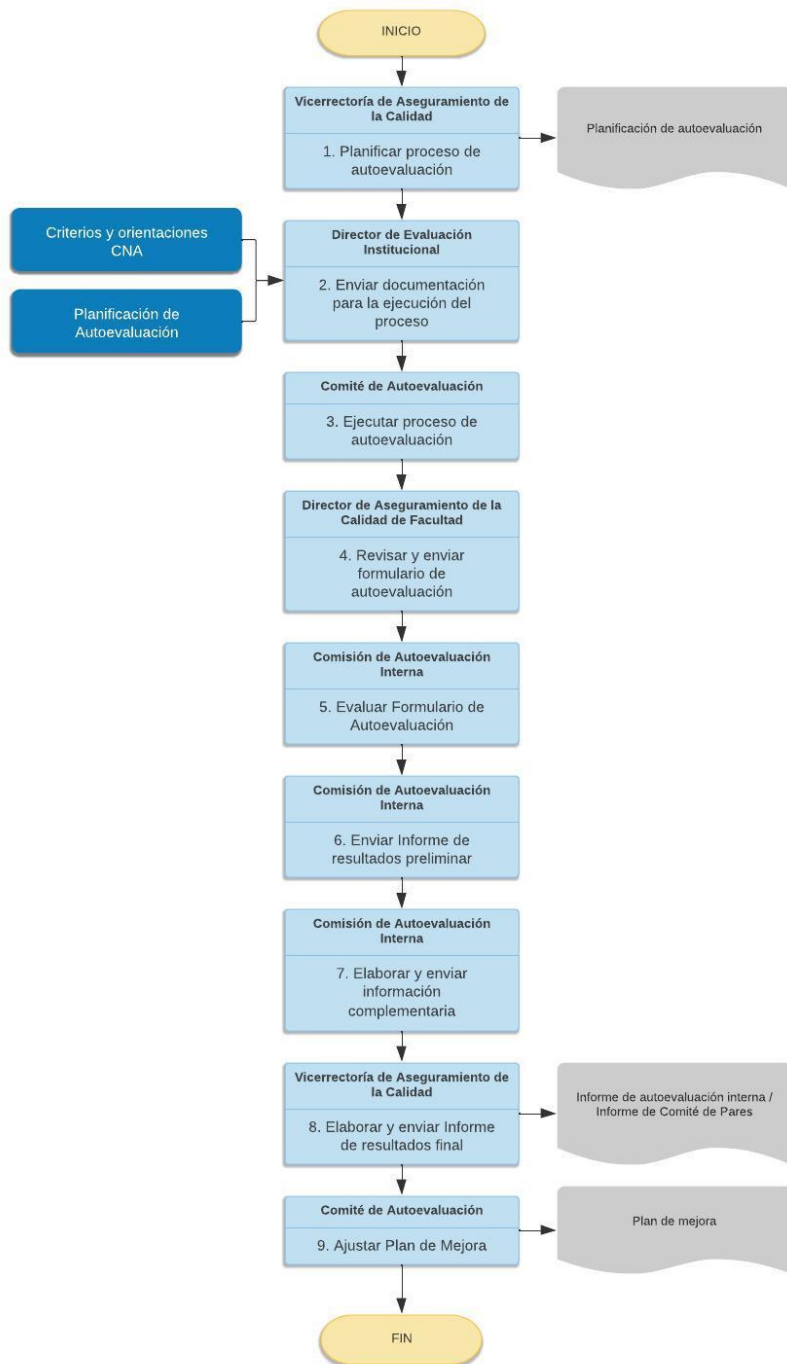 INICIO
Vicerrectoría de Aseguramiento de
la Calidad
1. Planificar proceso de
autoevaluación
Planificación de autoevaluación
Criterios y orientaciones
CNA
Planificación de
Autoevaluación
Director de Evaluación
Institucional
2. Enviar documentación
para la ejecución del
proceso
Comité de Autoevaluación
3. Ejecutar proceso de
autoevaluación
Director de Aseguramiento de la
Calidad de Facultad
4. Revisar y enviar
formulario de
autoevaluación
Comisión de Autoevaluación
Interna
5. Evaluar Formulario de
Autoevaluación
Comisión de Autoevaluación
Interna
6. Enviar Informe de
resultados preliminar
Comisión de Autoevaluación
Interna
7. Elaborar y enviar
información
complementaria
Vicerrectoría de Aseguramiento de
la Calidad
8. Elaborar y enviar Informe
de resultados final
Informe de autoevaluación interna /
Informe de Comité de Pares
Comité de Autoevaluación
9. Ajustar Plan de Mejora
Plan de mejora
FIN